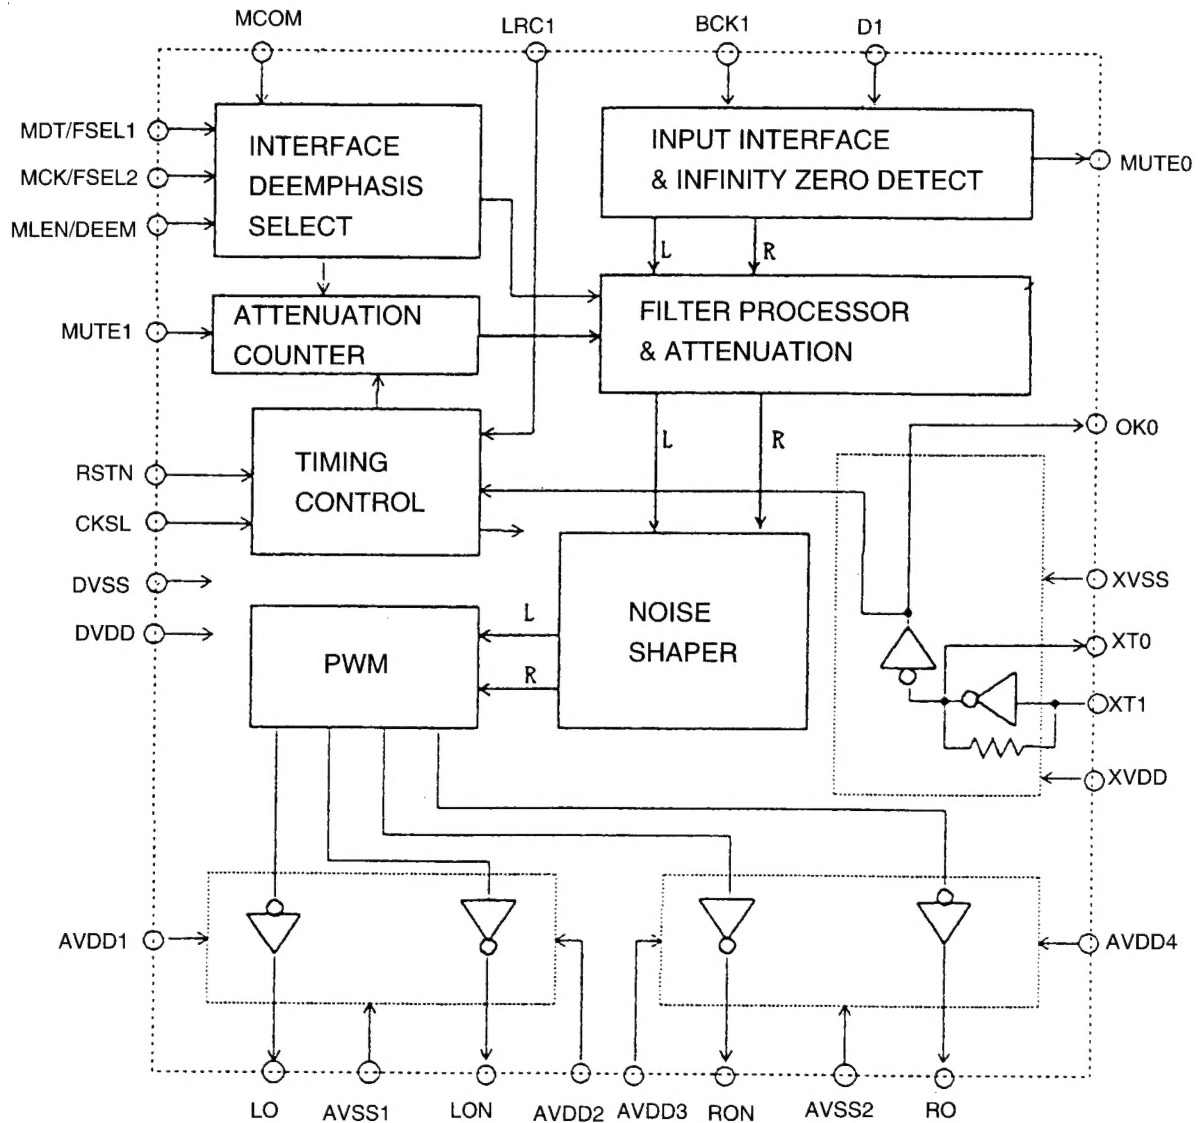 MCOM
LRC1
BCK1
D1
MDT/FSEL1
MCK/FSEL2
MLEN/DEEM
INTERFACE
DEEMPHASIS
SELECT
INPUT INTERFACE
& INFINITY ZERO DETECT
MUTE0
L
R
MUTE1
ATTENUATION
COUNTER
FILTER PROCESSOR
& ATTENUATION
L
R
OK0
RSTN
CKSL
TIMING
CONTROL
DVSS
DVDD
PWM
L
R
NOISE
SHAPER
XVSS
XT0
XT1
XVDD
AVDD1
AVDD4
LO
AVSS1
LON
AVDD2
AVDD3
RON
AVSS2
RO